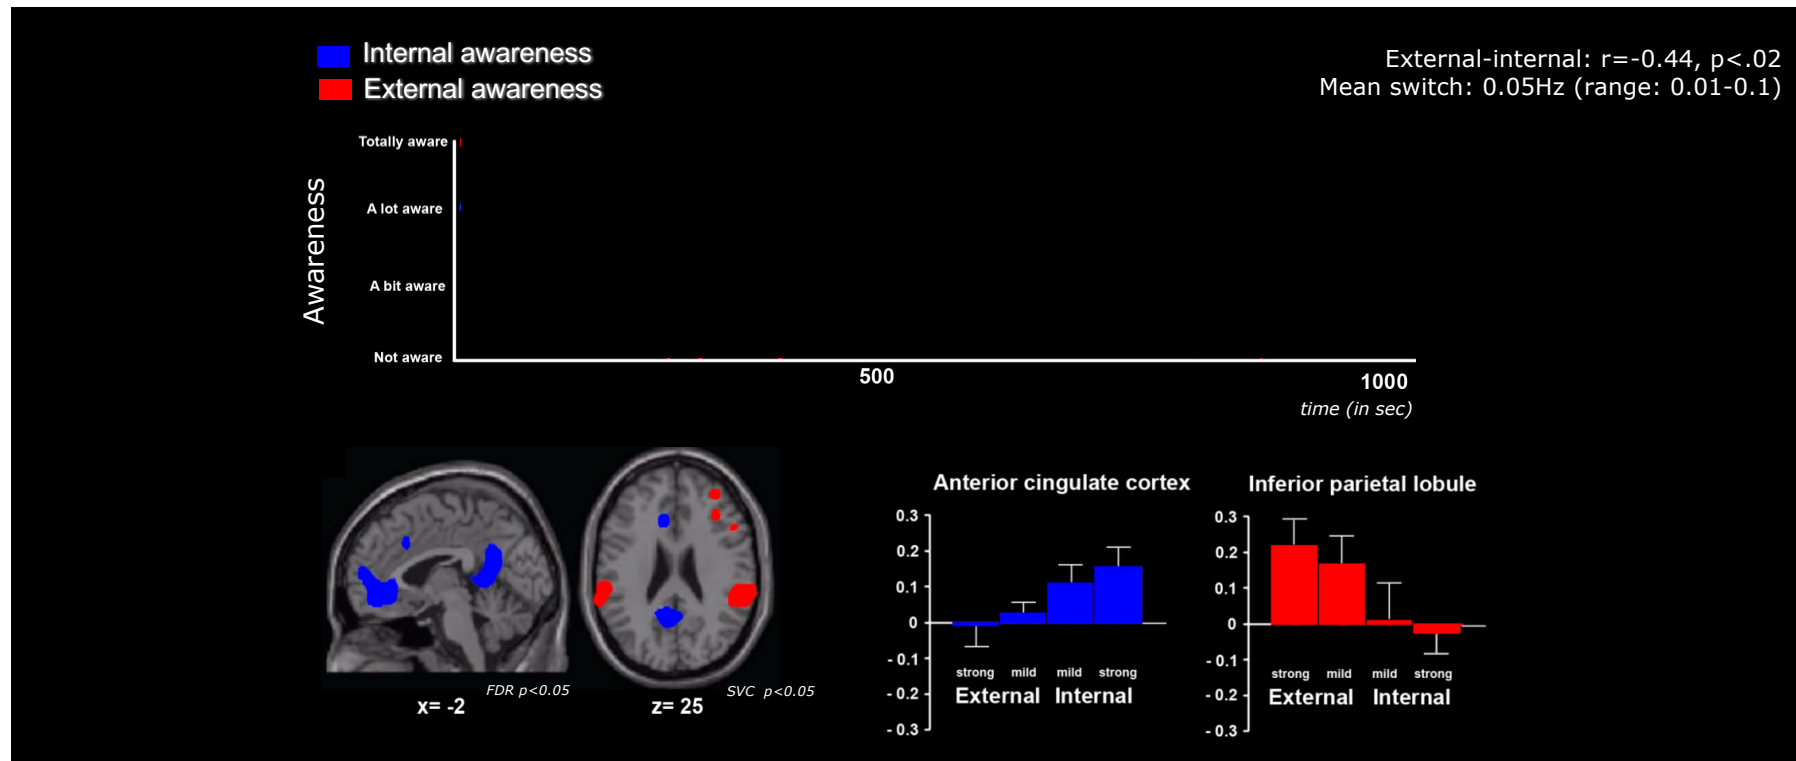 Internal awareness
External awareness
External-internal: r=-0.44, p<.02
Mean switch: 0.05Hz (range: 0.01-0.1)
Awareness
Totally aware
A lot aware
A bit aware
Not aware
500
1000
time (in sec)
x= -2
FDR p<0.05
z= 25
SVC p<0.05
Anterior cingulate cortex
0.3
0.2
0.1
0
- 0.1
- 0.2
- 0.3
strong mild mild strong
External Internal
Inferior parietal lobule
0.3
0.2
0.1
0
- 0.1
- 0.2
- 0.3
strong mild mild strong
External Internal